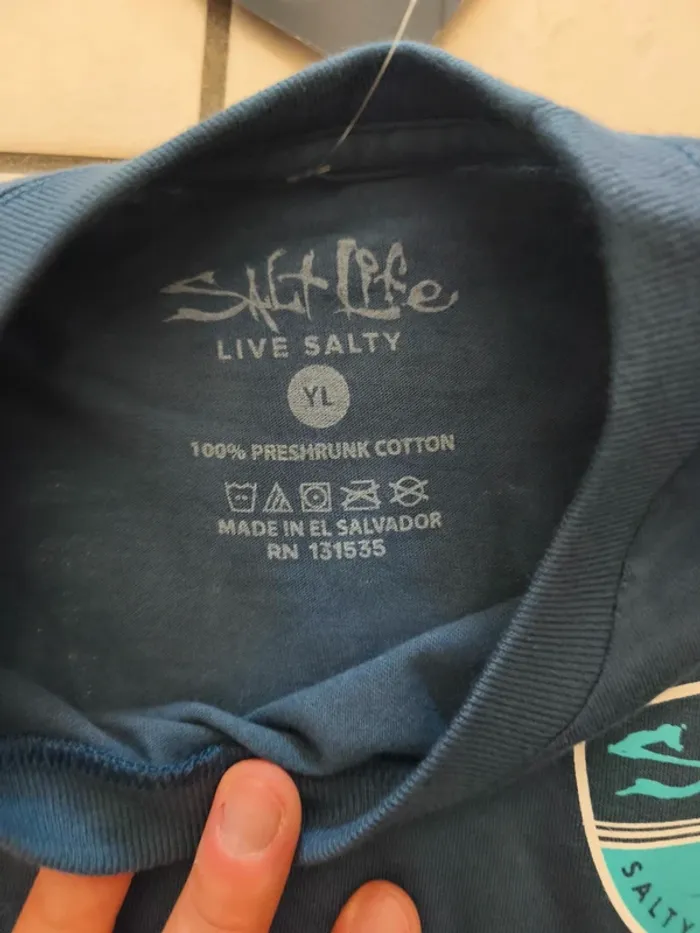 Salt Life
LIVE SALTY
YL
100% PRESHRUNK COTTON
MADE IN EL SALVADOR
RN 131535
SALTY